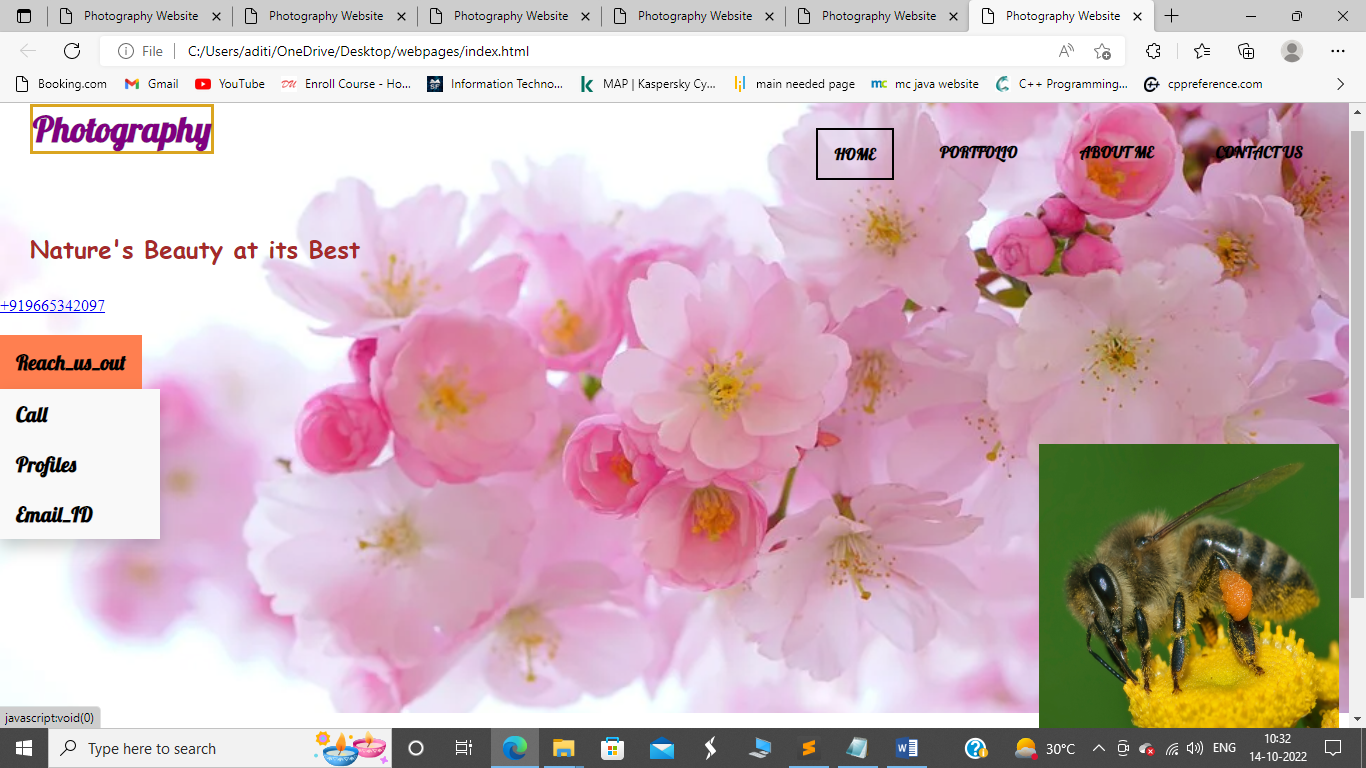 Photography Website
Photography Website
Photography Website
Photography Website
Photography Website
Photography Website
File
C:/Users/aditi/OneDrive/Desktop/webpages/index.html
Booking.com
Gmail
YouTube
Enroll Course - Ho...
Information Techno...
MAP | Kaspersky Cy...
main needed page
mc java website
C++ Programming...
cppreference.com
Photography
HOME
PORTFOLIO
ABOUT ME
CONTACT US
Nature's Beauty at its Best
+919665342097
Reach_us_out
Call
Profiles
Email_ID
javascript:void(0)
Type here to search
30°C
ENG
10:32
14-10-2022